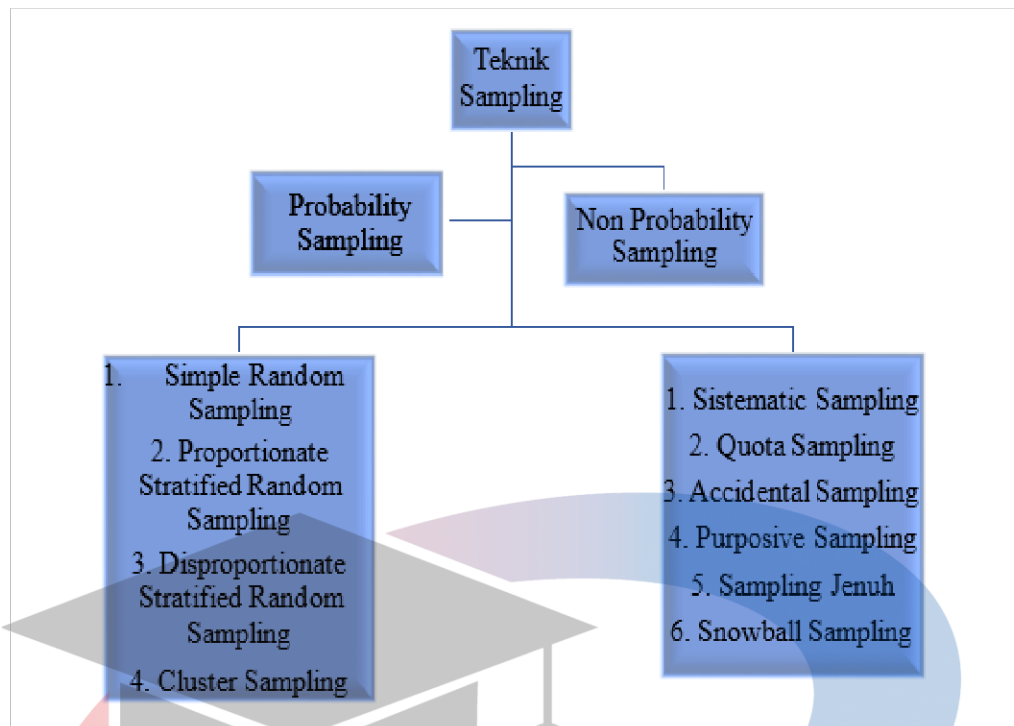 Teknik
Sampling
Probability
Sampling
Non Probability
Sampling
1. Simple Random
Sampling
2. Proportionate
Stratified Random
Sampling
3. Disproportionate
Stratified Random
Sampling
4. Cluster Sampling
1. Sistematic Sampling
2. Quota Sampling
3. Accidental Sampling
4. Purposive Sampling
5. Sampling Jenuh
6. Snowball Sampling